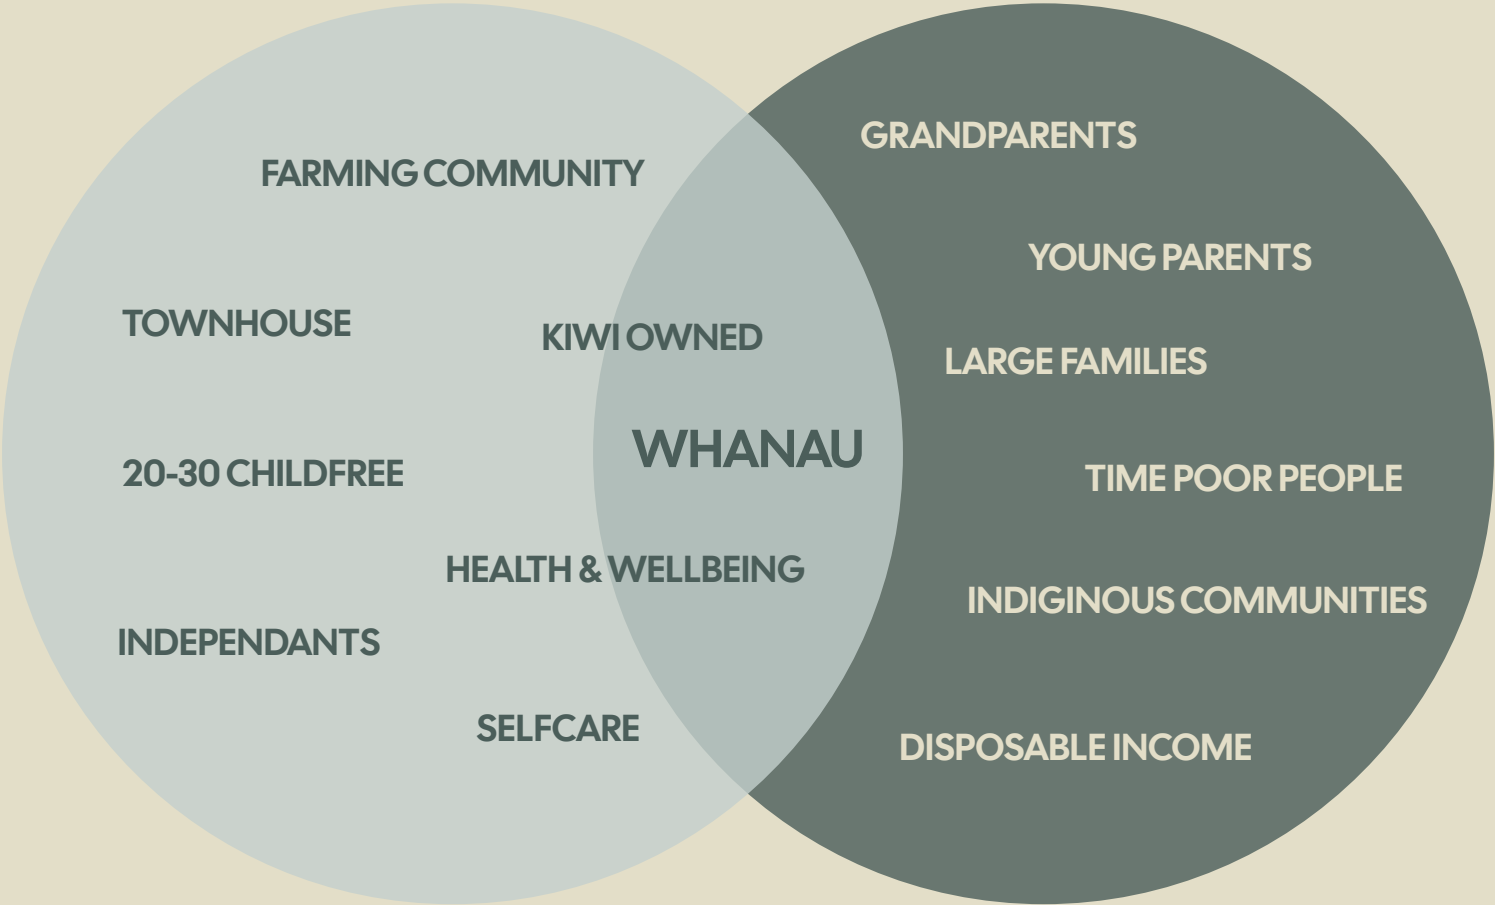 FARMING COMMUNITY
TOWNHOUSE
KIWI OWNED
20-30 CHILDFREE
WHANAU
HEALTH & WELLBEING
INDEPENDANTS
SELFCARE
GRANDPARENTS
YOUNG PARENTS
LARGE FAMILIES
TIME POOR PEOPLE
INDIGINOUS COMMUNITIES
DISPOSABLE INCOME